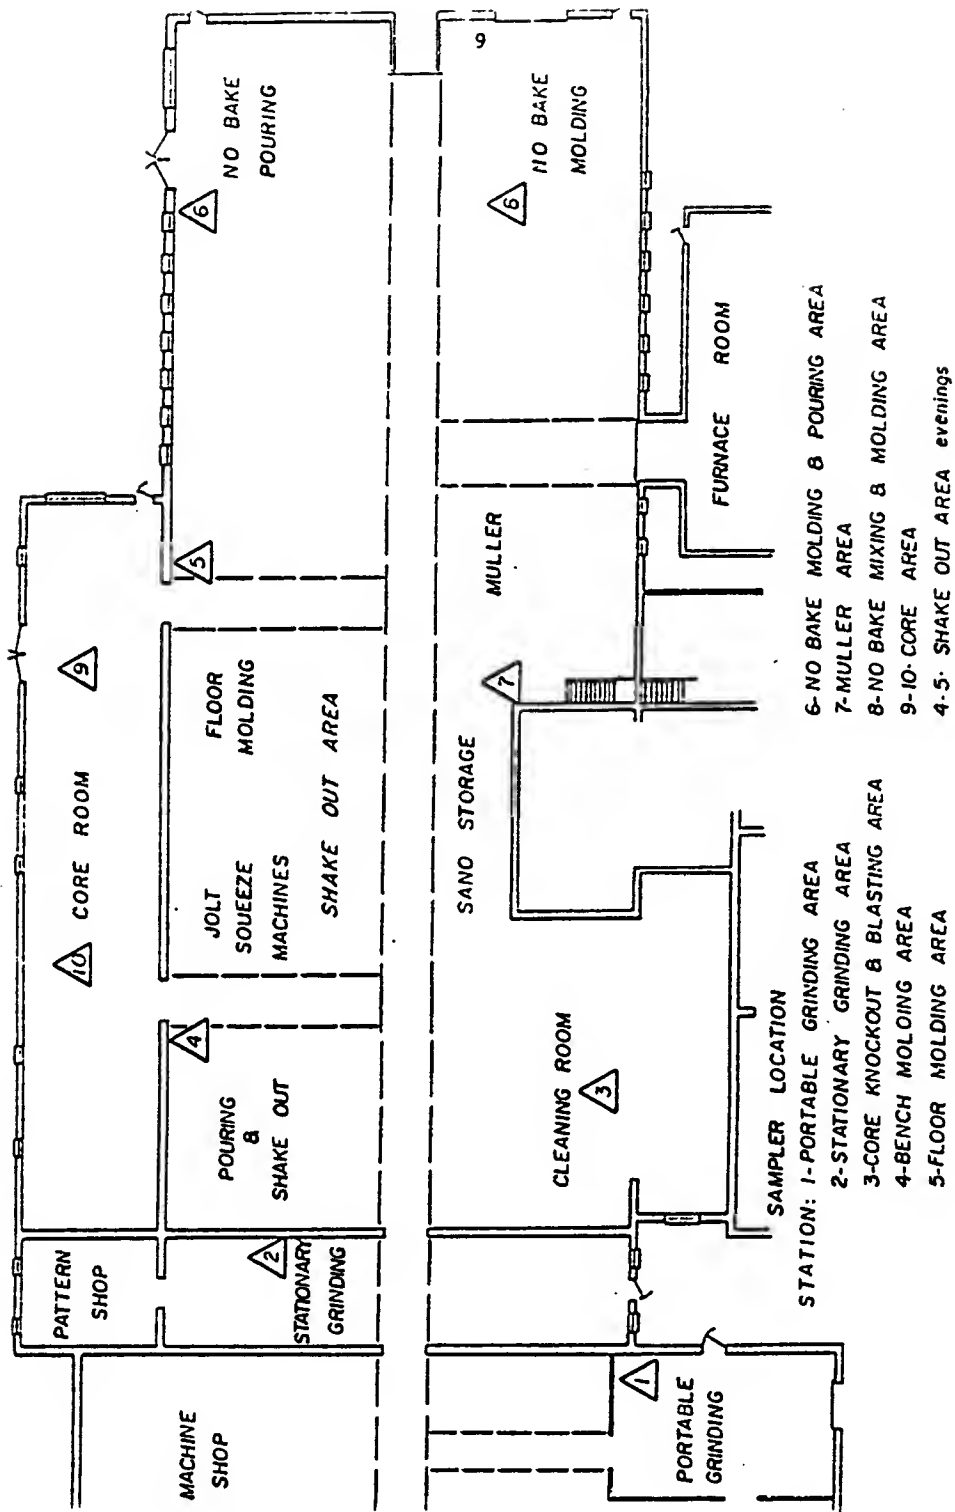 9
MACHINE
SHOP
PATTERN
SHOP
10
CORE ROOM
9
2
STATIONARY
GRINDING
4
POURING
&
SHAKE OUT
JOLT
SQUEEZE
MACHINES
FLOOR
MOLDING
SHAKE OUT AREA
5
6
NO BAKE
POURING
1
PORTABLE
GRINDING
CLEANING ROOM
3
SAND STORAGE
7
MULLER
6
NO BAKE
MOLDING
FURNACE ROOM
SAMPLER LOCATION
STATION: 1-PORTABLE GRINDING AREA
2-STATIONARY GRINDING AREA
3-CORE KNOCKOUT & BLASTING AREA
4-BENCH MOLDING AREA
5-FLOOR MOLDING AREA
6-NO BAKE MOLDING & POURING AREA
7-MULLER AREA
8-NO BAKE MIXING & MOLDING AREA
9-10-CORE AREA
4-5- SHAKE OUT AREA evenings